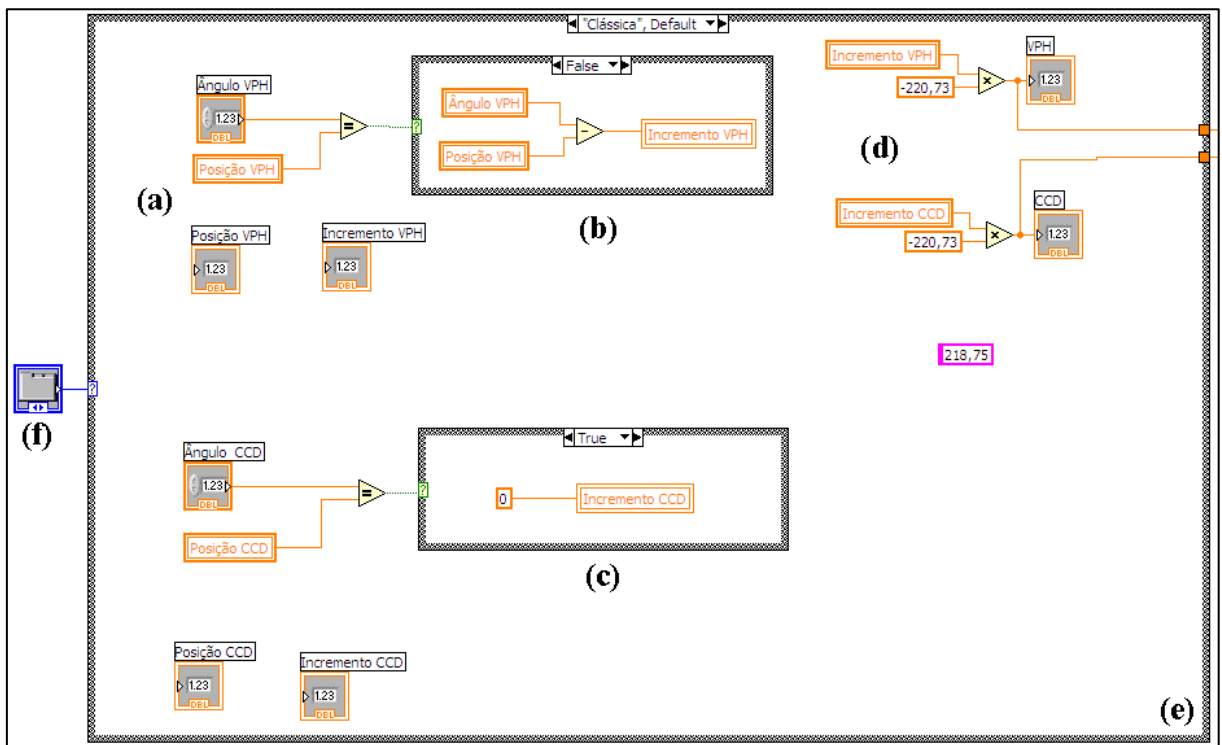 "Clássica", Default
Ângulo VPH
1.23
DBL
Posição VPH
=
?
(a)
False
Ângulo VPH
Posição VPH
-
Incremento VPH
(b)
Incremento VPH
-220,73
×
VPH
1.23
DBL
(d)
Incremento CCD
-220,73
×
CCD
1.23
DBL
Posição VPH
1.23
DBL
Incremento VPH
1.23
DBL
218,75
?
(f)
Ângulo CCD
1.23
DBL
Posição CCD
=
?
True
0
Incremento CCD
(c)
Posição CCD
1.23
DBL
Incremento CCD
1.23
DBL
(e)